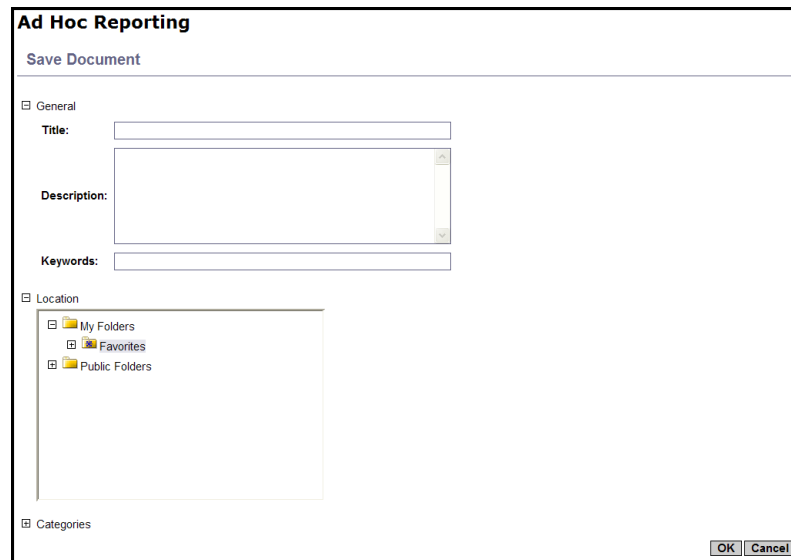 Ad Hoc Reporting
Save Document
General
Title:
Description:
Keywords:
Location
My Folders
Favorites
Public Folders
Categories
OK Cancel